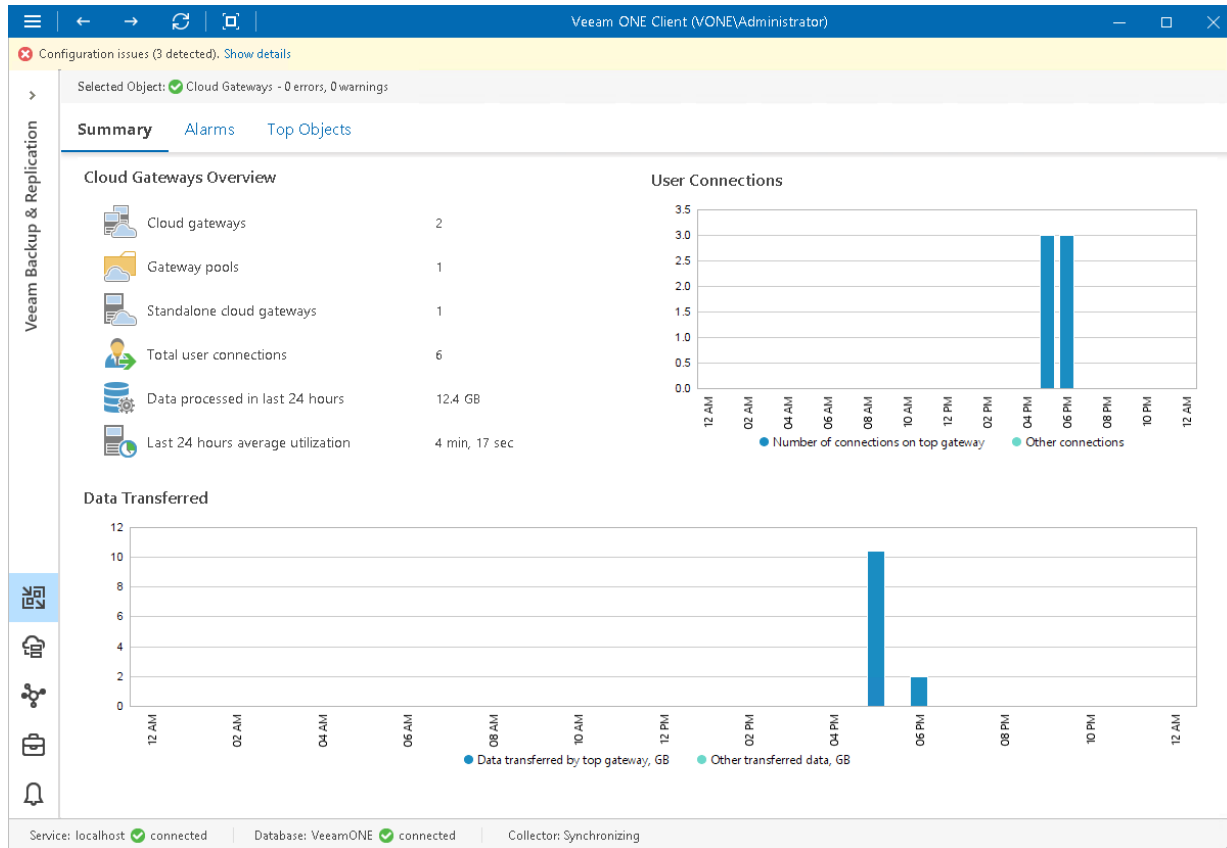 Veeam ONE Client (VONE\Administrator)
Configuration issues (3 detected). Show details
Selected Object: Cloud Gateways - 0 errors, 0 warnings
Veeam Backup & Replication
Summary Alarms Top Objects
Cloud Gateways Overview
Cloud gateways 2
Gateway pools 1
Standalone cloud gateways 1
Total user connections 6
Data processed in last 24 hours 12.4 GB
Last 24 hours average utilization 4 min, 17 sec
User Connections
3.5
3.0
2.5
2.0
1.5
1.0
0.5
0.0
12 AM 02 AM 04 AM 06 AM 08 AM 10 AM 12 PM 02 PM 04 PM 06 PM 08 PM 10 PM 12 AM
Number of connections on top gateway Other connections
Data Transferred
12
10
8
6
4
2
0
12 AM 02 AM 04 AM 06 AM 08 AM 10 AM 12 PM 02 PM 04 PM 06 PM 08 PM 10 PM 12 AM
Data transferred by top gateway, GB Other transferred data, GB
Service: localhost connected Database: VeeamONE connected Collector: Synchronizing